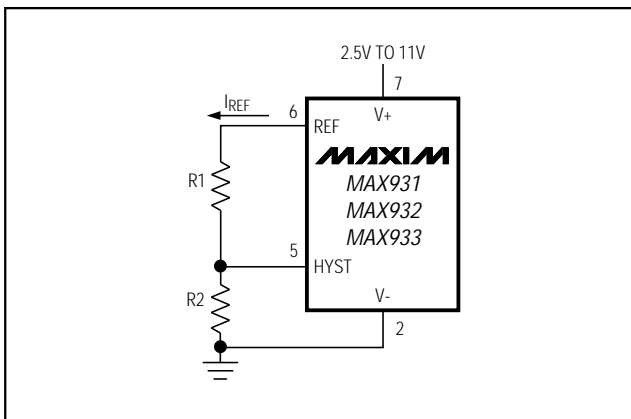 2.5V TO 11V
7
IREF
6
REF
V+
MAXIM
R1
MAX931
MAX932
MAX933
5
HYST
R2
V-
2